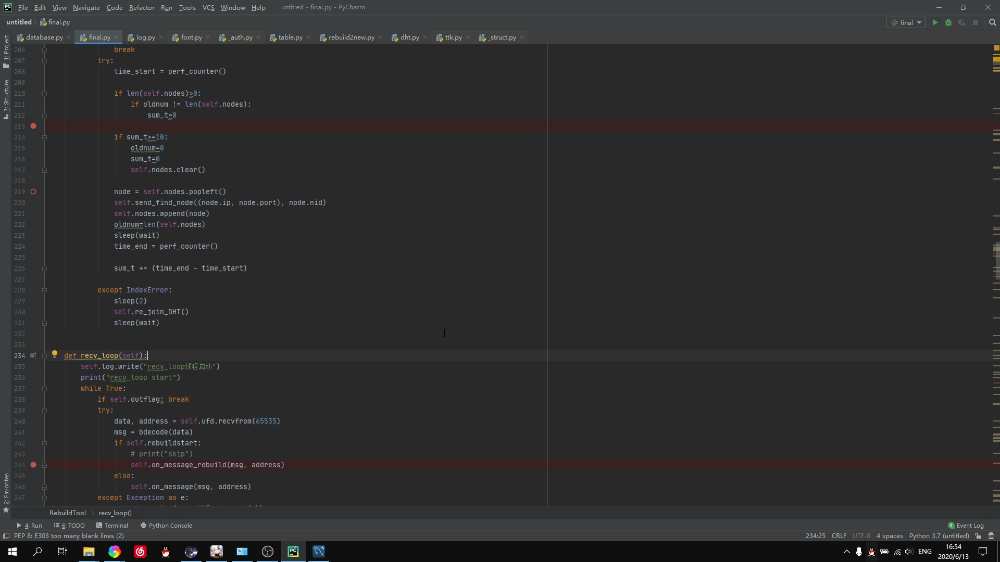 File Edit View Navigate Code Refactor Run Tools VCS Window Help untitled - final.py - PyCharm
untitled final.py final
database.py final.py log.py font.py _auth.py table.py rebuild2new.py dht.py ttk.py _struct.py
1: Project
7: Structure
2: Favorites
206 break
207 try:
208 time_start = perf_counter()
209
210 if len(self.nodes)>0:
211 if oldnum != len(self.nodes):
212 sum_t=0
213
214 if sum_t>=10:
215 oldnum=0
216 sum_t=0
217 self.nodes.clear()
218
219 node = self.nodes.popleft()
220 self.send_find_node((node.ip, node.port), node.nid)
221 self.nodes.append(node)
222 oldnum=len(self.nodes)
223 sleep(wait)
224 time_end = perf_counter()
225
226 sum_t += (time_end - time_start)
227
228 except IndexError:
229 sleep(2)
230 self.re_join_DHT()
231 sleep(wait)
232
233
234 def recv_loop(self):
235 self.log.write("recv_loop线程启动")
236 print("recv_loop start")
237 while True:
238 if self.outflag: break
239 try:
240 data, address = self.ufd.recvfrom(65535)
241 msg = bdecode(data)
242 if self.rebuildstart:
243 # print("skip")
244 self.on_message_rebuild(msg, address)
245 else:
246 self.on_message(msg, address)
247 except Exception as e:
RebuildTool recv_loop()
4: Run 6: TODO Terminal Python Console 1 Event Log
PEP 8: E303 too many blank lines (2) 234:25 CRLF UTF-8 4 spaces Python 3.7 (untitled)
ENG 16:54
2020/6/13